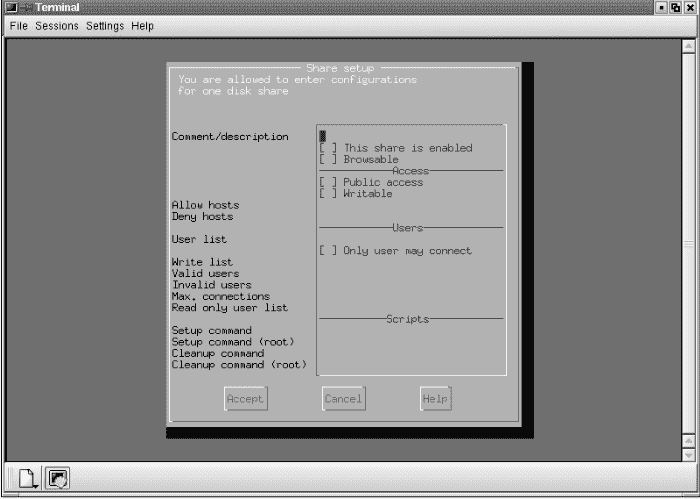 Terminal
File Sessions Settings Help
Share setup
You are allowed to enter configurations
for one disk share
Comment/description
[ ] This share is enabled
[ ] Browsable
Access
[ ] Public access
[ ] Writable
Allow hosts
Deny hosts
Users
User list
[ ] Only user may connect
Write list
Valid users
Invalid users
Max. connections
Read only user list
Scripts
Setup command
Setup command (root)
Cleanup command
Cleanup command (root)
Accept Cancel Help